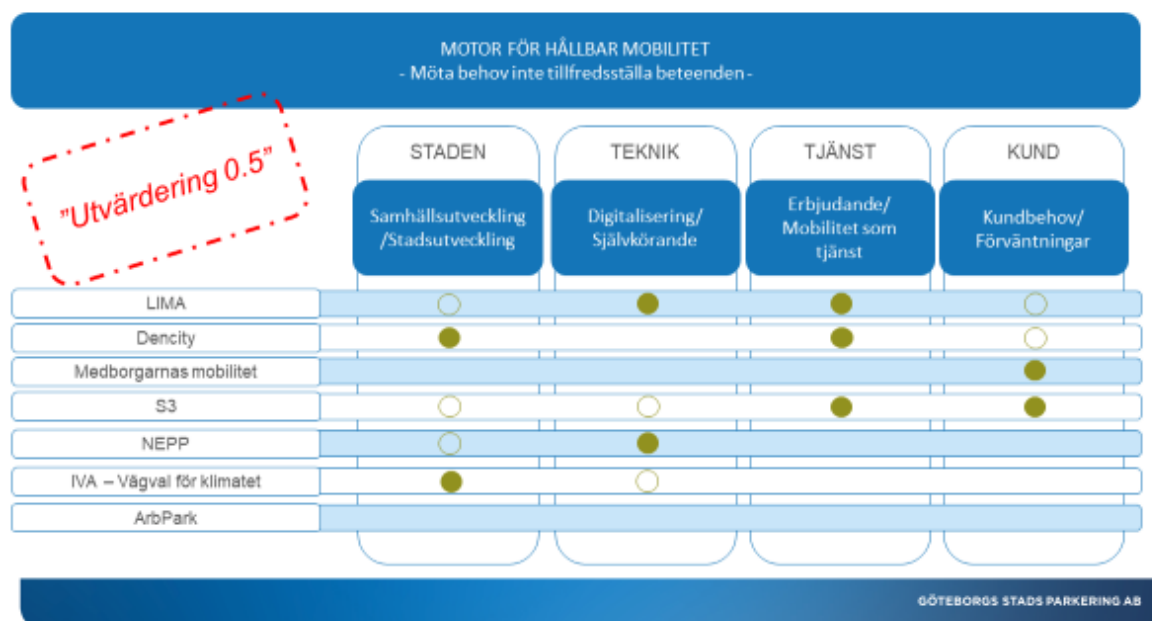 MOTOR FÖR HÅLLBAR MOBILITET
- Möta behov inte tillfredsställa beteenden -
"Utvärdering 0.5"
STADEN
TEKNIK
TJÄNST
KUND
Samhällsutveckling
/Stadsutveckling
Digitalisering/
Självkörande
Erbjudande/
Mobilitet som
tjänst
Kundbehov/
Förväntningar
LIMA
Dencity
Medborgarnas mobilitet
S3
NEPP
IVA – Vägval för klimatet
ArbPark
GÖTEBORGS STADS PARKERING AB